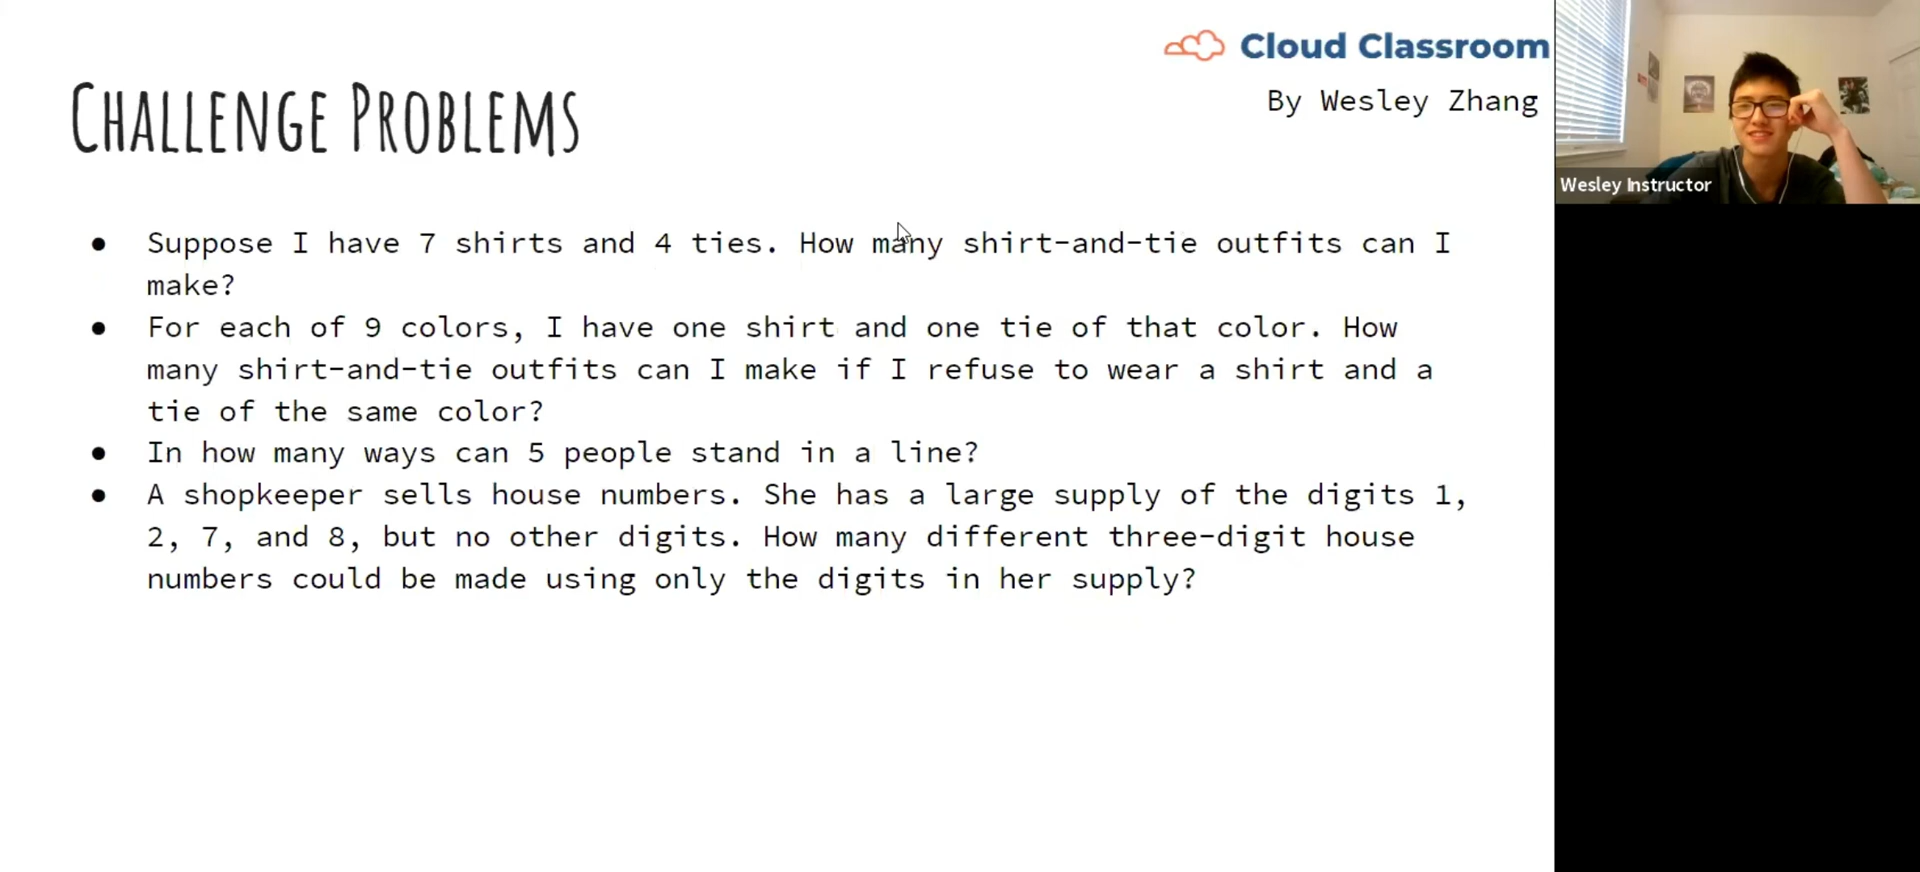 Cloud Classroom
By Wesley Zhang
CHALLENGE PROBLEMS
Wesley Instructor
● Suppose I have 7 shirts and 4 ties. How many shirt-and-tie outfits can I
make?
● For each of 9 colors, I have one shirt and one tie of that color. How
many shirt-and-tie outfits can I make if I refuse to wear a shirt and a
tie of the same color?
● In how many ways can 5 people stand in a line?
● A shopkeeper sells house numbers. She has a large supply of the digits 1,
2, 7, and 8, but no other digits. How many different three-digit house
numbers could be made using only the digits in her supply?